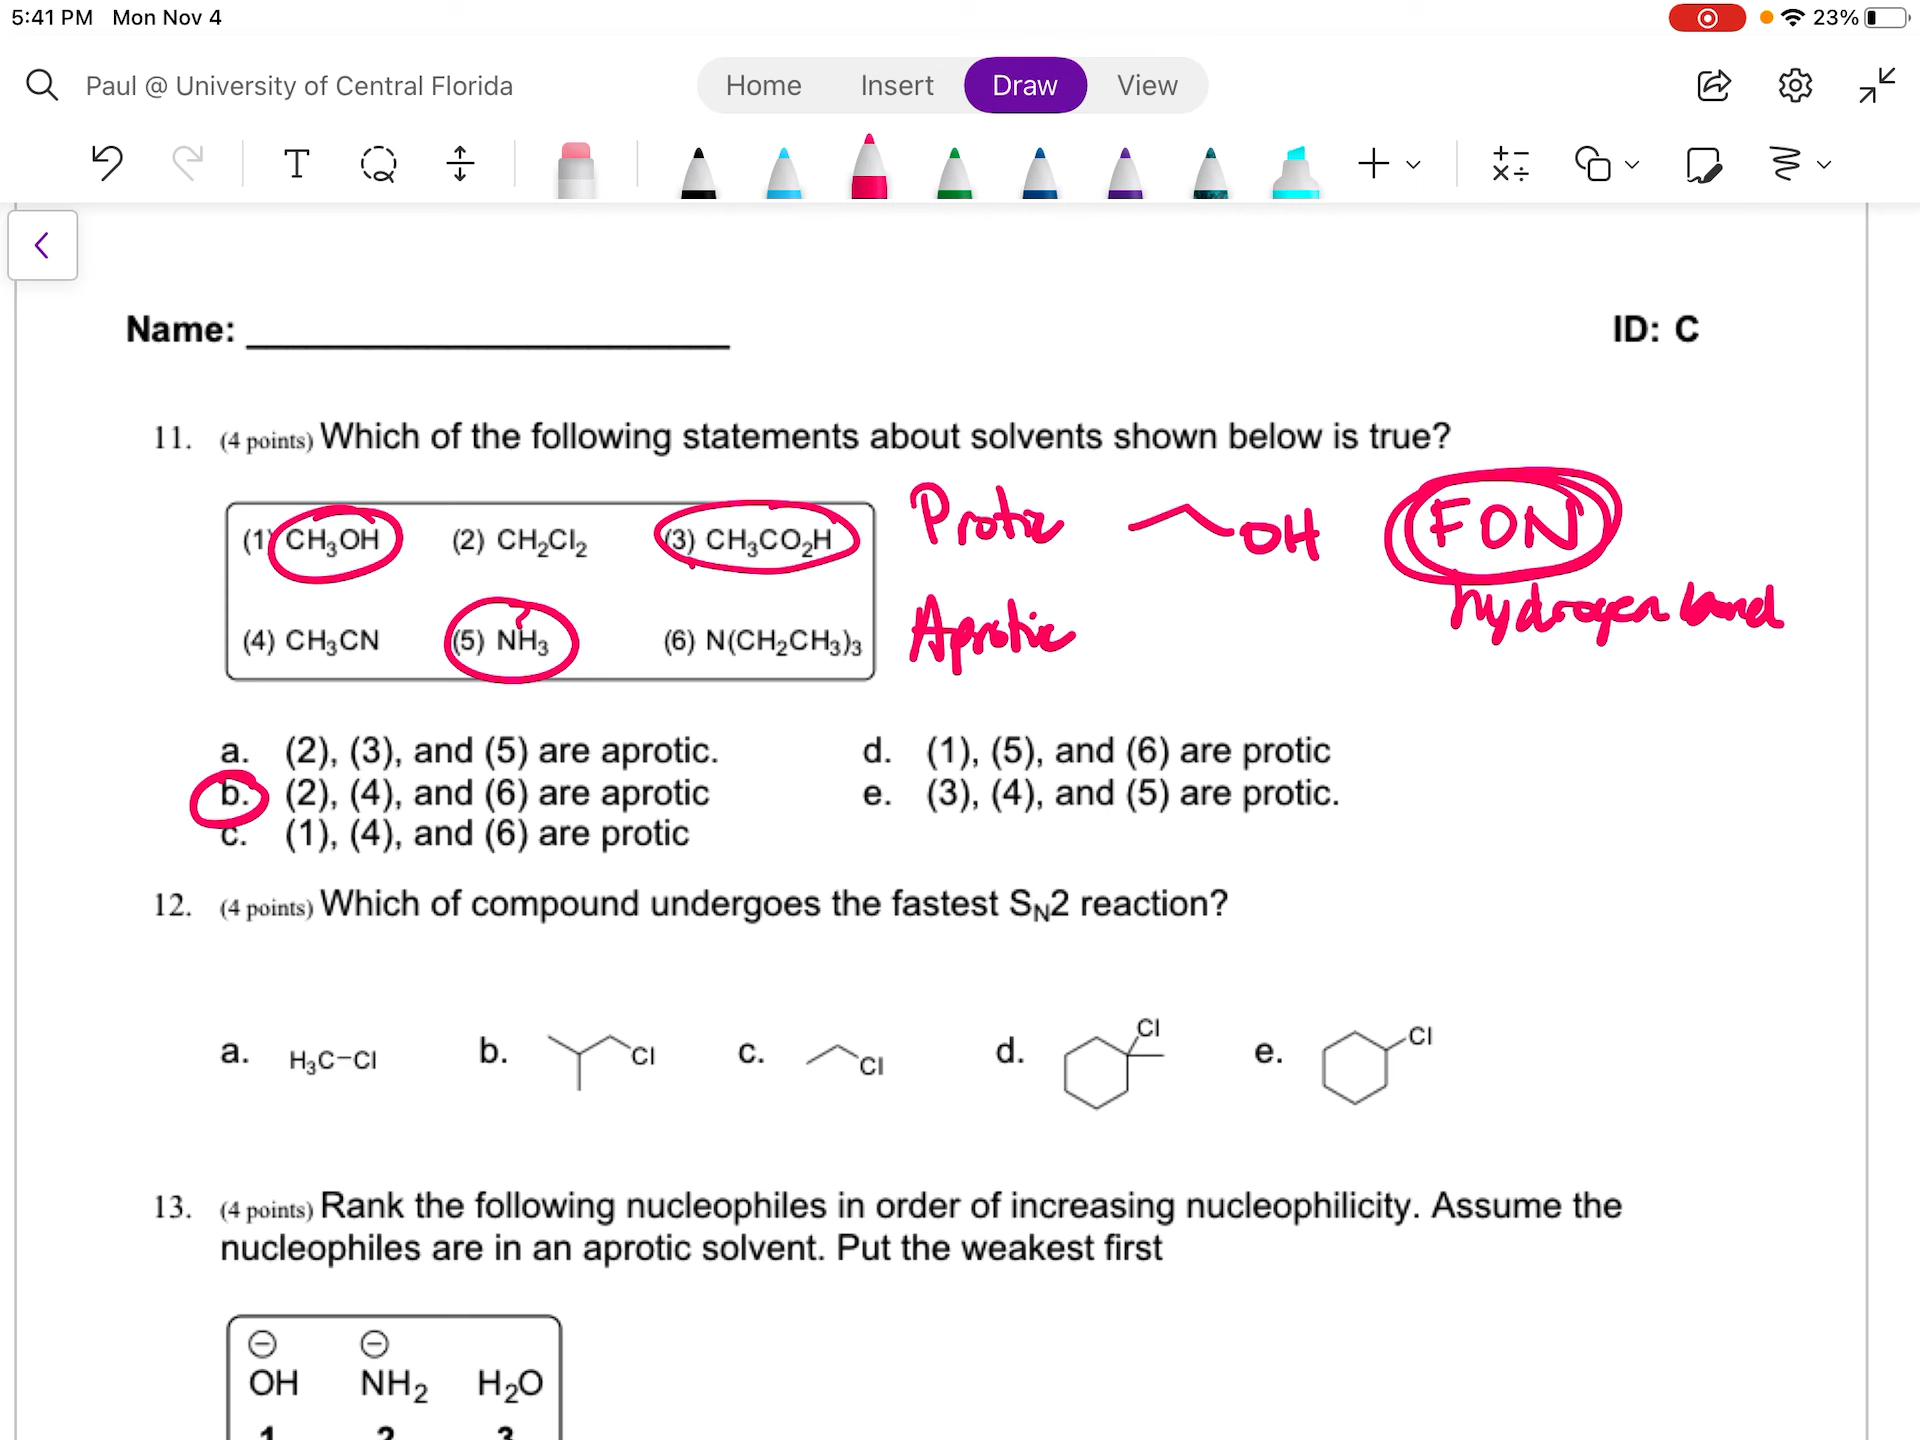 5:41 PM Mon Nov 4 23%
Paul @ University of Central Florida Home Insert Draw View
T
Name: ID: C
11. (4 points) Which of the following statements about solvents shown below is true?
(1) CH₃OH (2) CH₂Cl₂ (3) CH₃CO₂H Protic OH FON
hydrogen bond
(4) CH₃CN (5) NH₃ (6) N(CH₂CH₃)₃ Aprotic
a. (2), (3), and (5) are aprotic. d. (1), (5), and (6) are protic
b. (2), (4), and (6) are aprotic e. (3), (4), and (5) are protic.
c. (1), (4), and (6) are protic
12. (4 points) Which of compound undergoes the fastest Sₙ2 reaction?
a. H₃C–Cl b. Cl c. Cl d. Cl e. Cl
13. (4 points) Rank the following nucleophiles in order of increasing nucleophilicity. Assume the
nucleophiles are in an aprotic solvent. Put the weakest first
⊖ ⊖
OH NH₂ H₂O
1 2 3